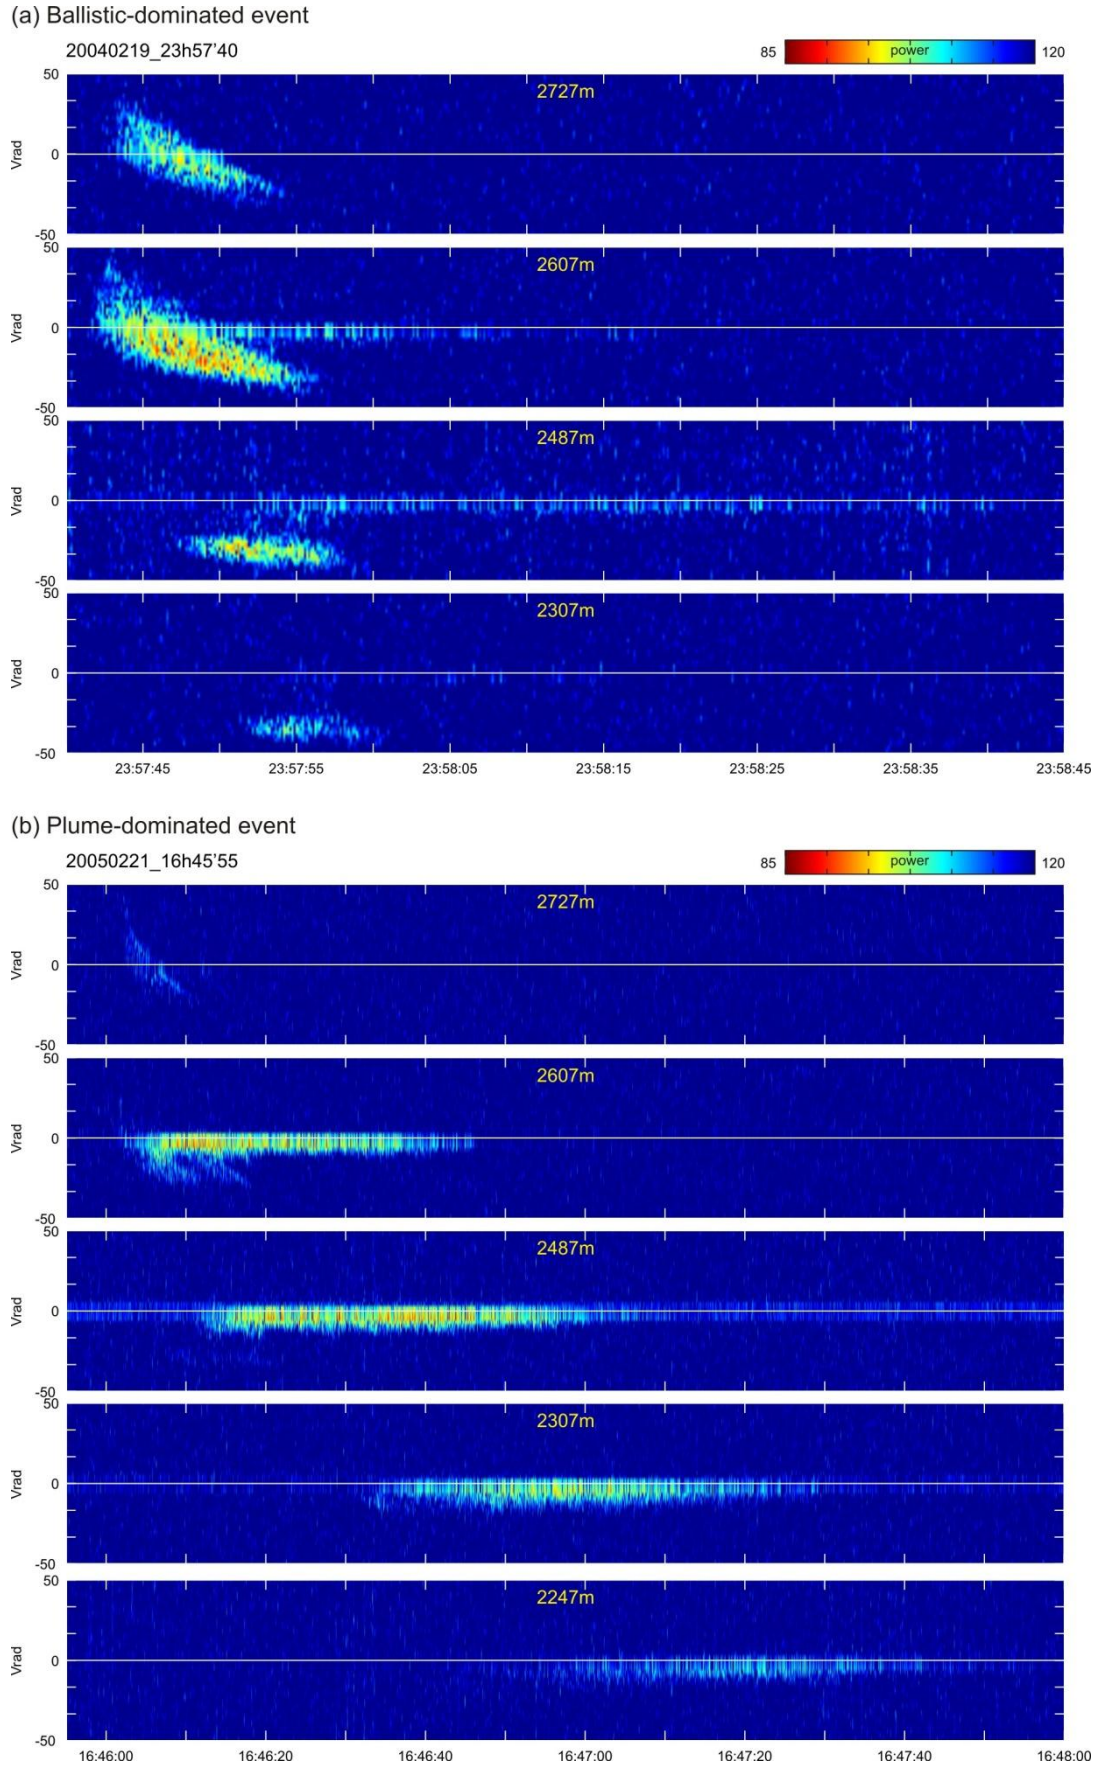 (a) Ballistic-dominated event
20040219_23h57'40
85 power 120
50
2727m
Vrad
0
-50
50
2607m
Vrad
0
-50
50
2487m
Vrad
0
-50
50
2307m
Vrad
0
-50
23:57:45 23:57:55 23:58:05 23:58:15 23:58:25 23:58:35 23:58:45
(b) Plume-dominated event
20050221_16h45'55
85 power 120
50
2727m
Vrad
0
-50
50
2607m
Vrad
0
-50
50
2487m
Vrad
0
-50
50
2307m
Vrad
0
-50
50
2247m
Vrad
0
-50
16:46:00 16:46:20 16:46:40 16:47:00 16:47:20 16:47:40 16:48:00